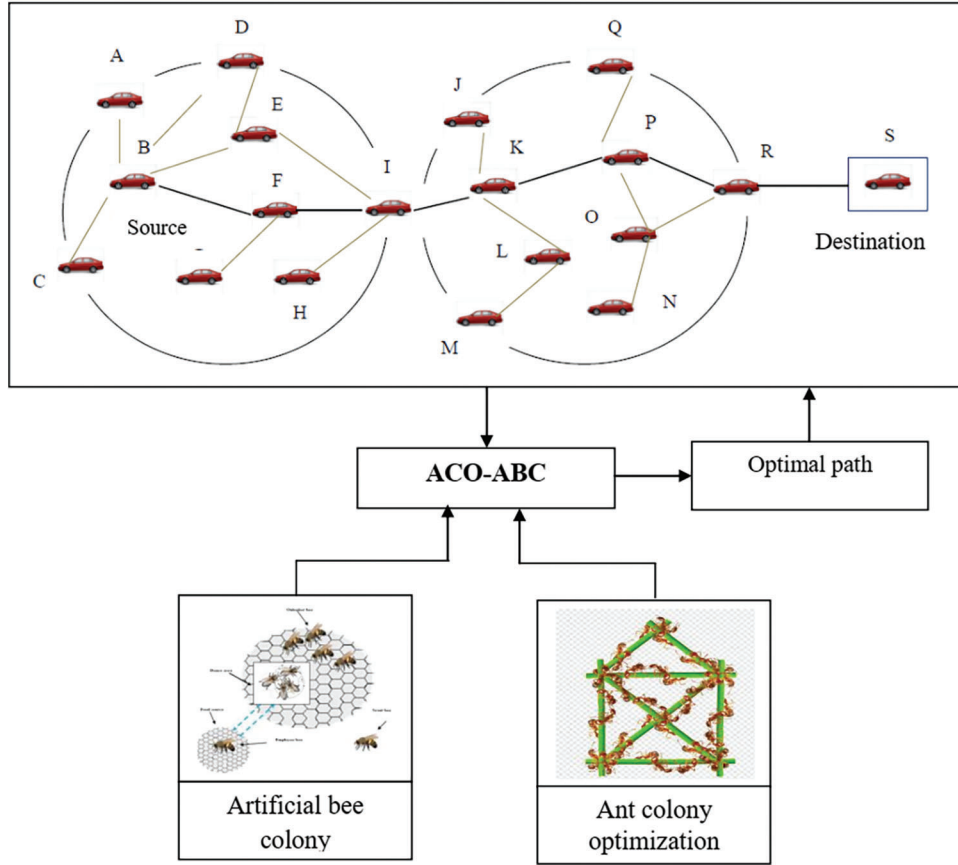 D
Q
A
J
E
P
S
B
K
R
I
F
Source
O
Destination
L
C
H
N
M
ACO-ABC
Optimal path
Artificial bee
colony
Ant colony
optimization